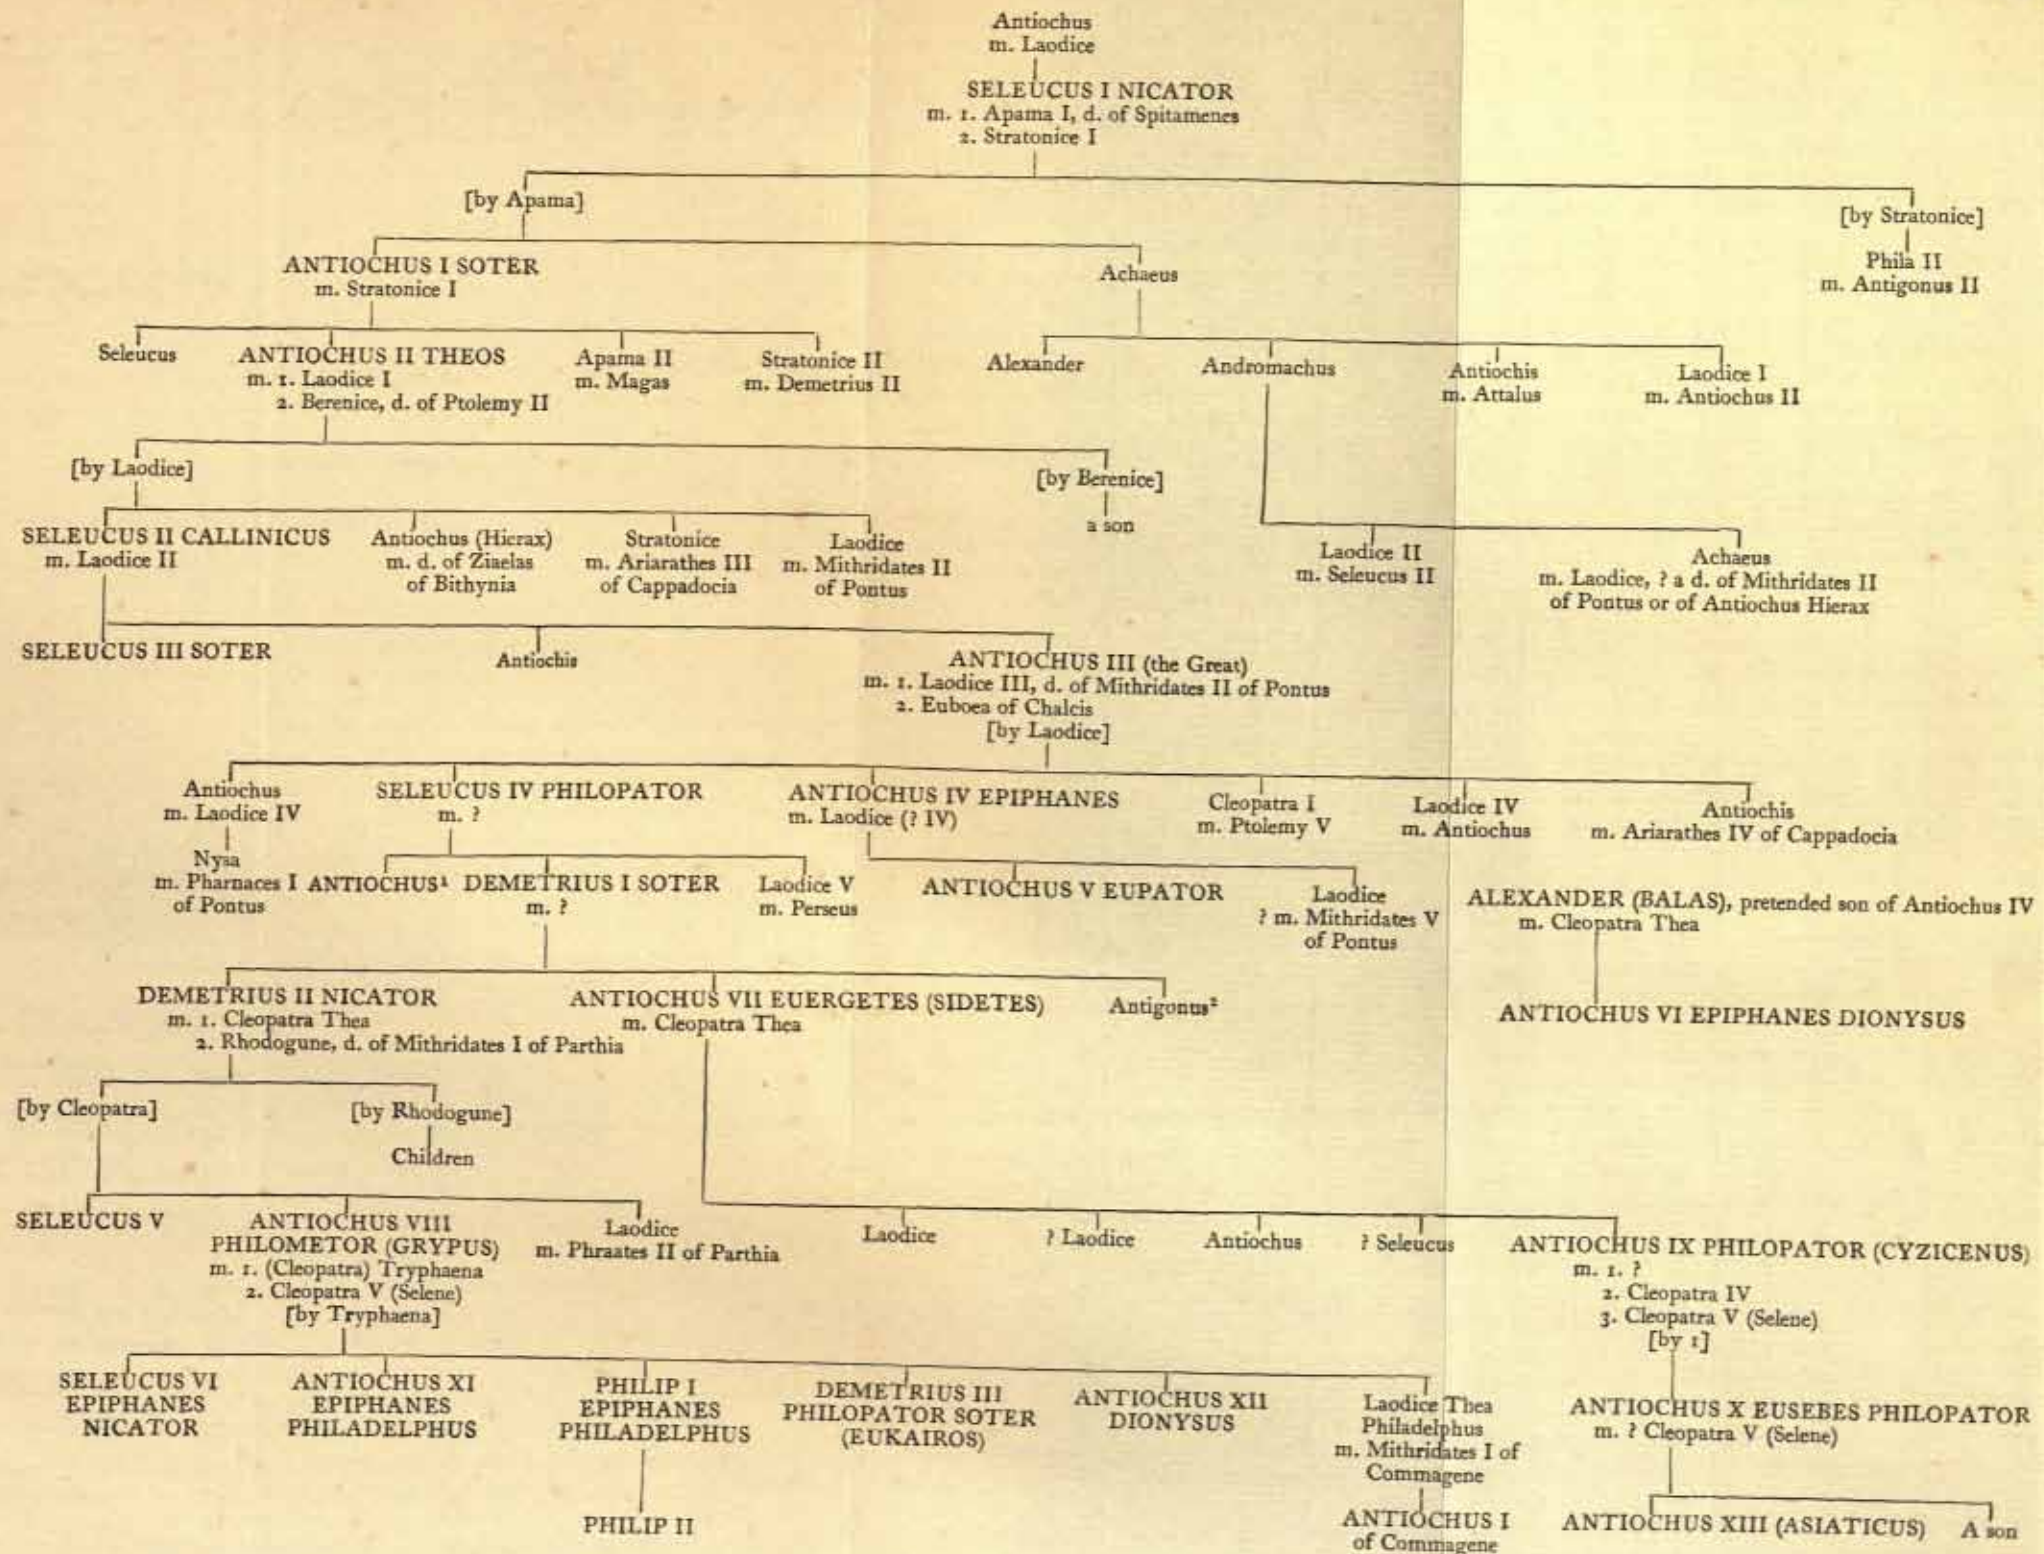 Antiochus
m. Laodice
SELEUCUS I NICATOR
m. 1. Apama I, d. of Spitamenes
2. Stratonice I
[by Apama]
[by Stratonice]
ANTIOCHUS I SOTER
m. Stratonice I
Achaeus
Phila II
m. Antigonus II
Seleucus
ANTIOCHUS II THEOS
m. 1. Laodice I
2. Berenice, d. of Ptolemy II
Apama II
m. Magas
Stratonice II
m. Demetrius II
Alexander
Andromachus
Antiochis
m. Attalus
Laodice I
m. Antiochus II
[by Laodice]
[by Berenice]
a son
SELEUCUS II CALLINICUS
m. Laodice II
Antiochus (Hierax)
m. d. of Ziaelas
of Bithynia
Stratonice
m. Ariarathes III
of Cappadocia
Laodice
m. Mithridates II
of Pontus
Laodice II
m. Seleucus II
Achaeus
m. Laodice, ? a d. of Mithridates II
of Pontus or of Antiochus Hierax
SELEUCUS III SOTER
Antiochis
ANTIOCHUS III (the Great)
m. 1. Laodice III, d. of Mithridates II of Pontus
2. Euboea of Chalcis
[by Laodice]
Antiochus
m. Laodice IV
SELEUCUS IV PHILOPATOR
m. ?
ANTIOCHUS IV EPIPHANES
m. Laodice (? IV)
Cleopatra I
m. Ptolemy V
Laodice IV
m. Antiochus
Antiochis
m. Ariarathes IV of Cappadocia
Nysa
m. Pharnaces I
of Pontus
ANTIOCHUS¹
DEMETRIUS I SOTER
m. ?
Laodice V
m. Perseus
ANTIOCHUS V EUPATOR
Laodice
? m. Mithridates V
of Pontus
ALEXANDER (BALAS), pretended son of Antiochus IV
m. Cleopatra Thea
DEMETRIUS II NICATOR
m. 1. Cleopatra Thea
2. Rhodogune, d. of Mithridates I of Parthia
ANTIOCHUS VII EUERGETES (SIDETES)
m. Cleopatra Thea
Antigonus²
ANTIOCHUS VI EPIPHANES DIONYSUS
[by Cleopatra]
[by Rhodogune]
Children
SELEUCUS V
ANTIOCHUS VIII
PHILOMETOR (GRYPUS)
m. 1. (Cleopatra) Tryphaena
2. Cleopatra V (Selene)
[by Tryphaena]
Laodice
m. Phraates II of Parthia
Laodice
? Laodice
Antiochus
? Seleucus
ANTIOCHUS IX PHILOPATOR (CYZICENUS)
m. 1. ?
2. Cleopatra IV
3. Cleopatra V (Selene)
[by 1]
SELEUCUS VI
EPIPHANES
NICATOR
ANTIOCHUS XI
EPIPHANES
PHILADELPHUS
PHILIP I
EPIPHANES
PHILADELPHUS
DEMETRIUS III
PHILOPATOR SOTER
(EUKAIROS)
ANTIOCHUS XII
DIONYSUS
Laodice Thea
Philadelphus
m. Mithridates I of
Commagene
ANTIOCHUS X EUSEBES PHILOPATOR
m. ? Cleopatra V (Selene)
PHILIP II
ANTIOCHUS I
of Commagene
ANTIOCHUS XIII (ASIATICUS)
A son